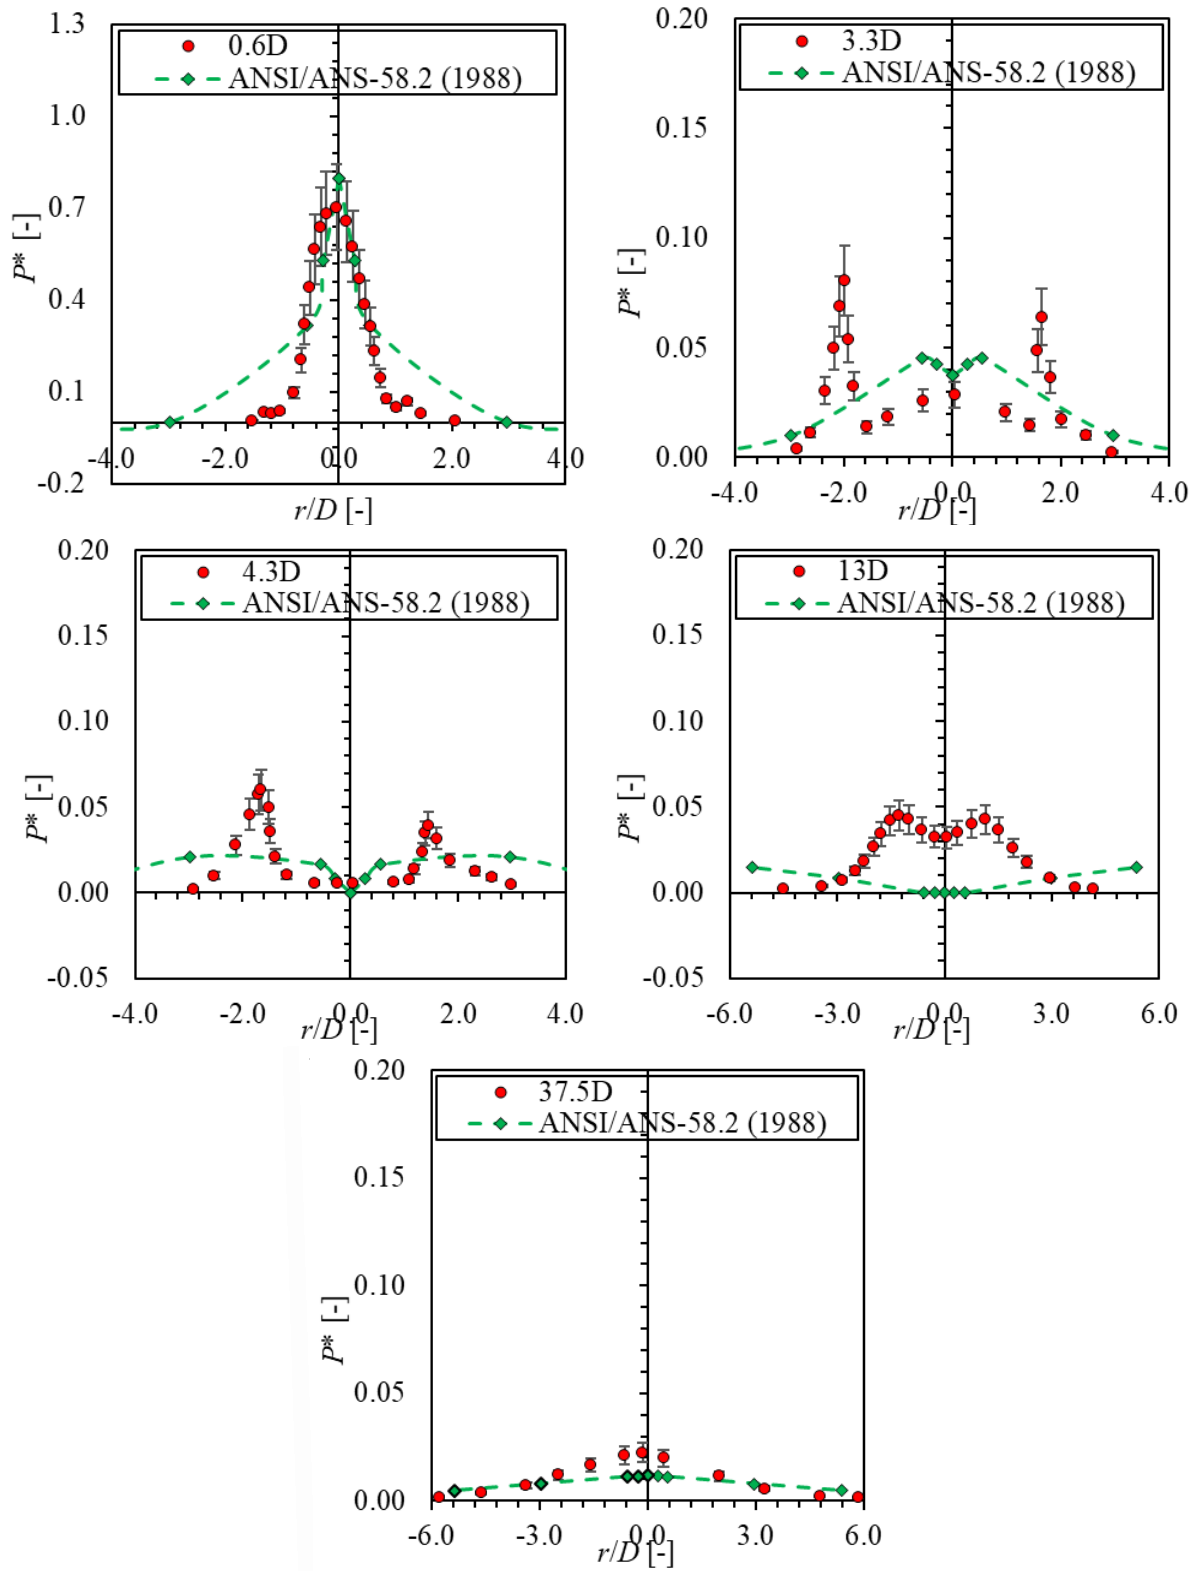 1.3
0.6D
ANSI/ANS-58.2 (1988)
1.0
0.7
P* [-]
0.4
0.1
-4.0 -2.0 0.0 2.0 4.0
-0.2
r/D [-]
0.20
3.3D
ANSI/ANS-58.2 (1988)
0.15
0.10
P* [-]
0.05
0.00
-4.0 -2.0 0.0 2.0 4.0
r/D [-]
0.20
4.3D
ANSI/ANS-58.2 (1988)
0.15
0.10
P* [-]
0.05
0.00
-0.05
-4.0 -2.0 0.0 2.0 4.0
r/D [-]
0.20
13D
ANSI/ANS-58.2 (1988)
0.15
0.10
P* [-]
0.05
0.00
-0.05
-6.0 -3.0 0.0 3.0 6.0
r/D [-]
0.20
37.5D
ANSI/ANS-58.2 (1988)
0.15
0.10
P* [-]
0.05
0.00
-6.0 -3.0 0.0 3.0 6.0
r/D [-]